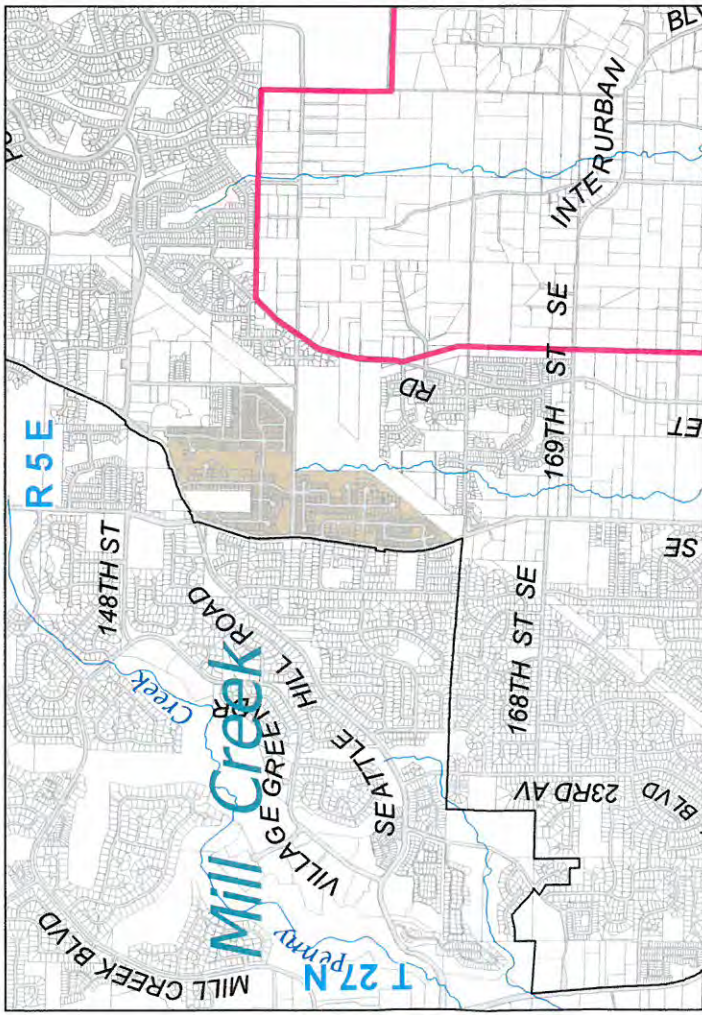 R 5 E
148TH ST
Creek
Mill Creek
VILLAGE GREEN DR
SEATTLE HILL ROAD
MILL CREEK BLVD
Penny
T 27 N
RD
INTERURBAN
BLV
169TH ST SE
ET
SE
168TH ST SE
23RD AV
BLVD